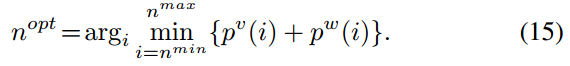 n^{opt} = arg_i min_{i=n^{min}}^{n^{max}} {p^v(i) + p^w(i)}. (15)